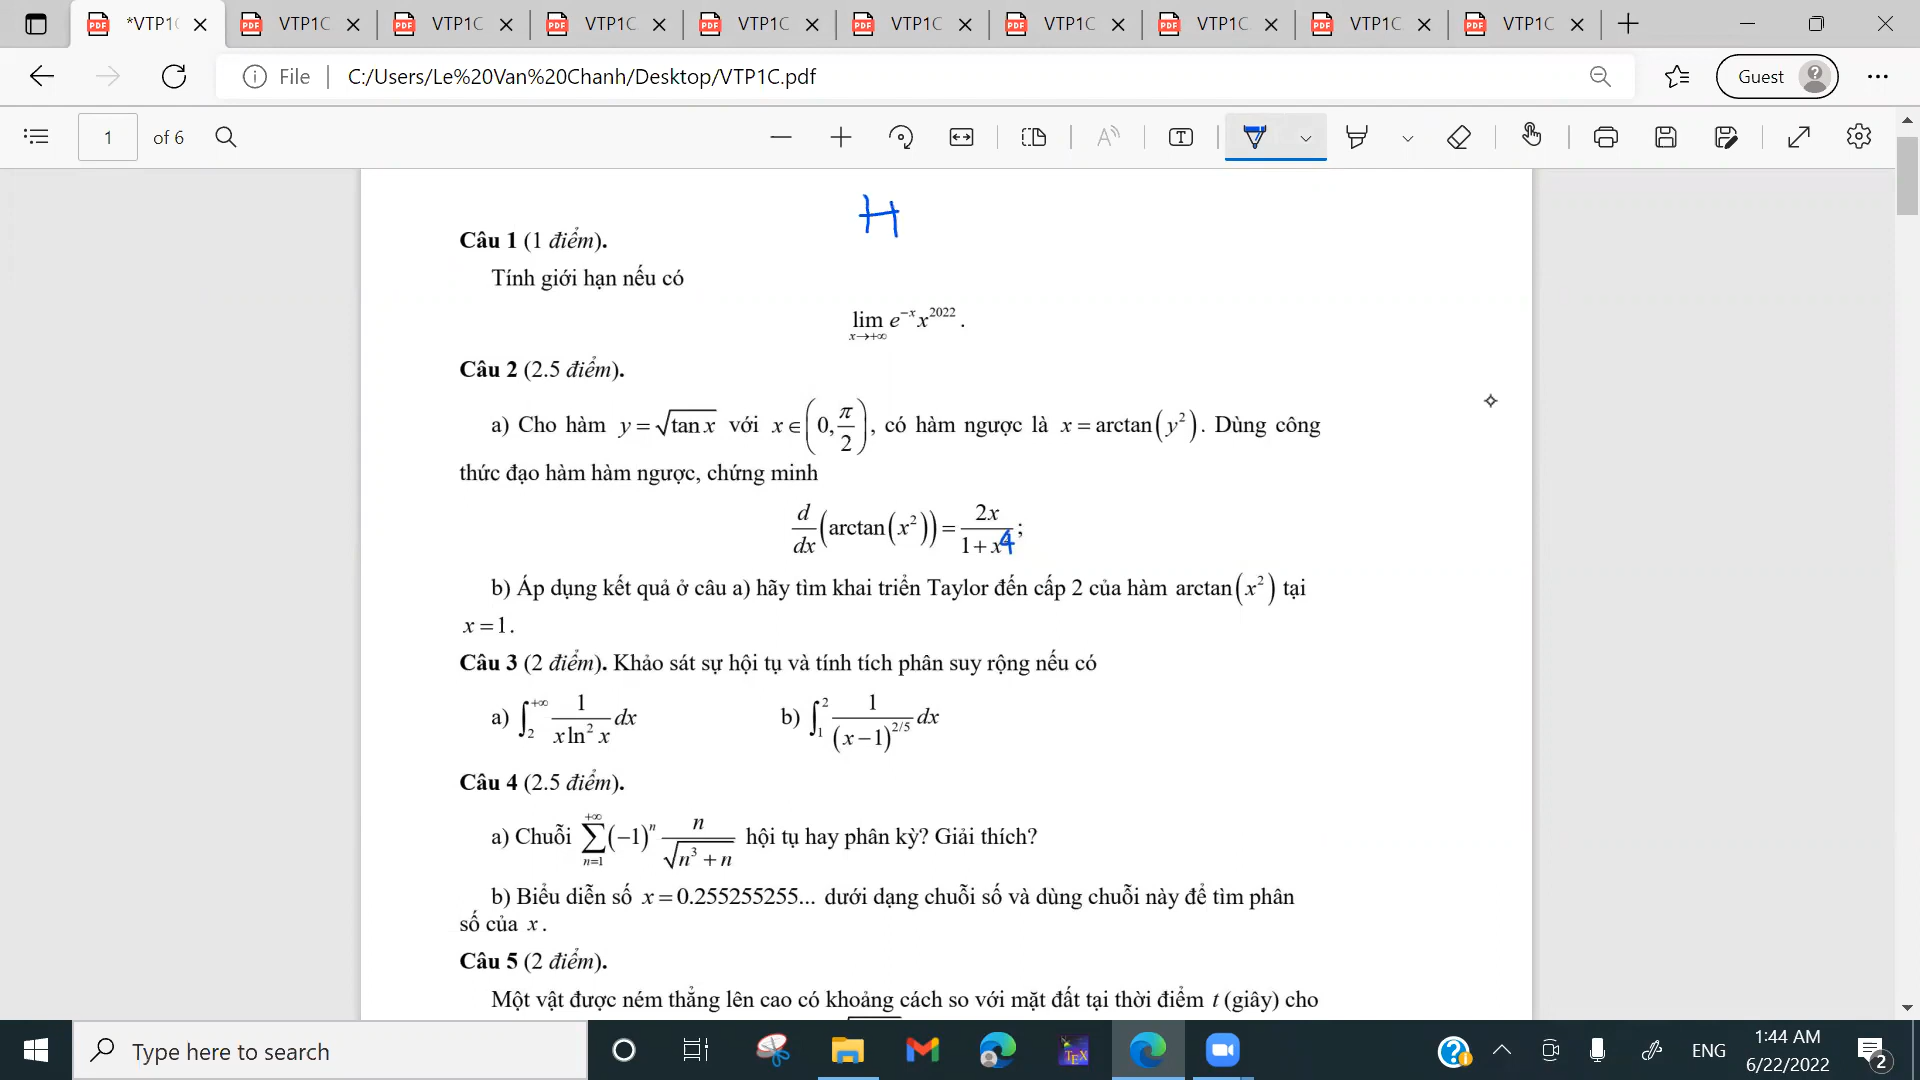 *VTP1C VTP1C VTP1C VTP1C VTP1C VTP1C VTP1C VTP1C VTP1C VTP1C
File C:/Users/Le%20Van%20Chanh/Desktop/VTP1C.pdf Guest
1 of 6
H
Câu 1 (1 điểm).
Tính giới hạn nếu có
lim_{x→+∞} e^{−x} x^{2022} .
Câu 2 (2.5 điểm).
a) Cho hàm y = √(tan x) với x ∈ (0, π/2), có hàm ngược là x = arctan(y²). Dùng công
thức đạo hàm hàm ngược, chứng minh
d/dx (arctan(x²)) = 2x/(1 + x⁴);
b) Áp dụng kết quả ở câu a) hãy tìm khai triển Taylor đến cấp 2 của hàm arctan(x²) tại
x = 1.
Câu 3 (2 điểm). Khảo sát sự hội tụ và tính tích phân suy rộng nếu có
a) ∫_2^{+∞} 1/(x ln² x) dx b) ∫_1^2 1/(x−1)^{2/5} dx
Câu 4 (2.5 điểm).
a) Chuỗi ∑_{n=1}^{+∞} (−1)^n n/√(n³ + n) hội tụ hay phân kỳ? Giải thích?
b) Biểu diễn số x = 0.255255255... dưới dạng chuỗi số và dùng chuỗi này để tìm phân
số của x .
Câu 5 (2 điểm).
Một vật được ném thẳng lên cao có khoảng cách so với mặt đất tại thời điểm t (giây) cho
Type here to search ENG 1:44 AM
6/22/2022 2